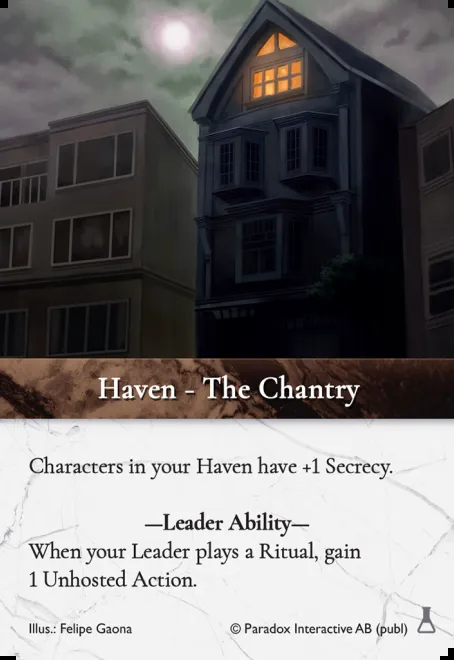 Haven - The Chantry
Characters in your Haven have +1 Secrecy.
—Leader Ability—
When your Leader plays a Ritual, gain
1 Unhosted Action.
Illus.: Felipe Gaona © Paradox Interactive AB (publ)